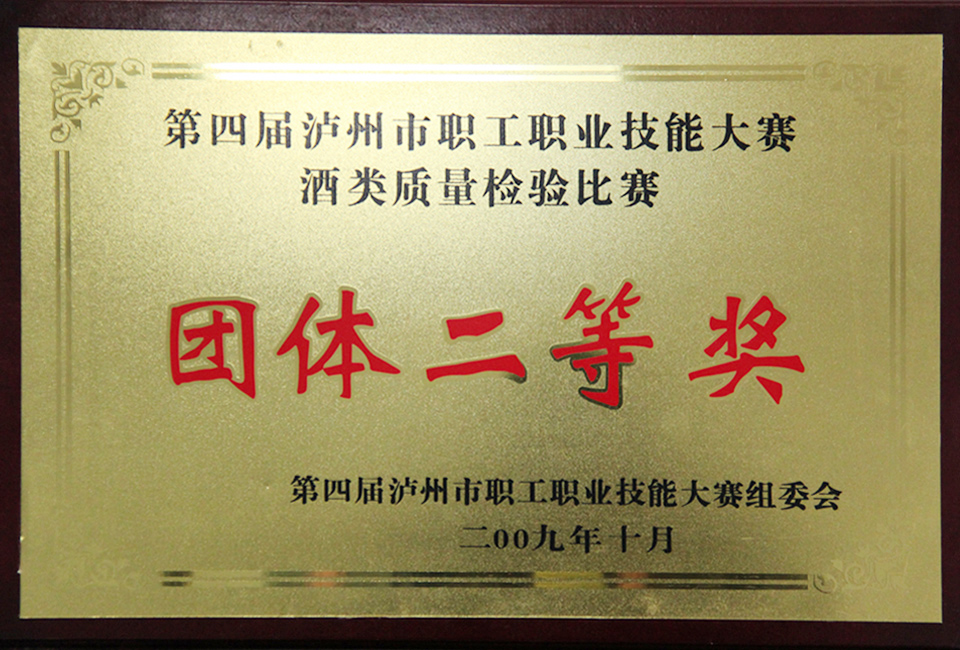 第四届泸州市职工职业技能大赛
酒类质量检验比赛
团体二等奖
第四届泸州市职工职业技能大赛组委会
二00九年十月